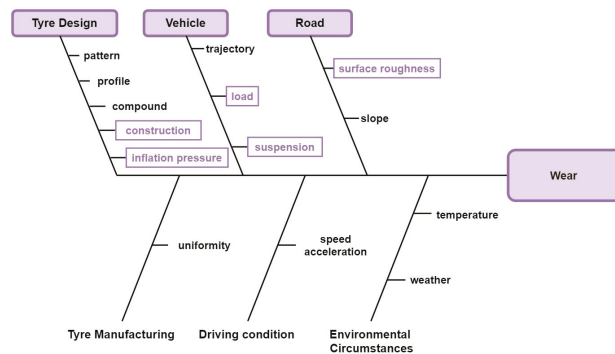 Tyre Design
Vehicle
Road
pattern
profile
compound
construction
inflation pressure
trajectory
load
suspension
surface roughness
slope
Wear
uniformity
speed
acceleration
temperature
weather
Tyre Manufacturing
Driving condition
Environmental
Circumstances